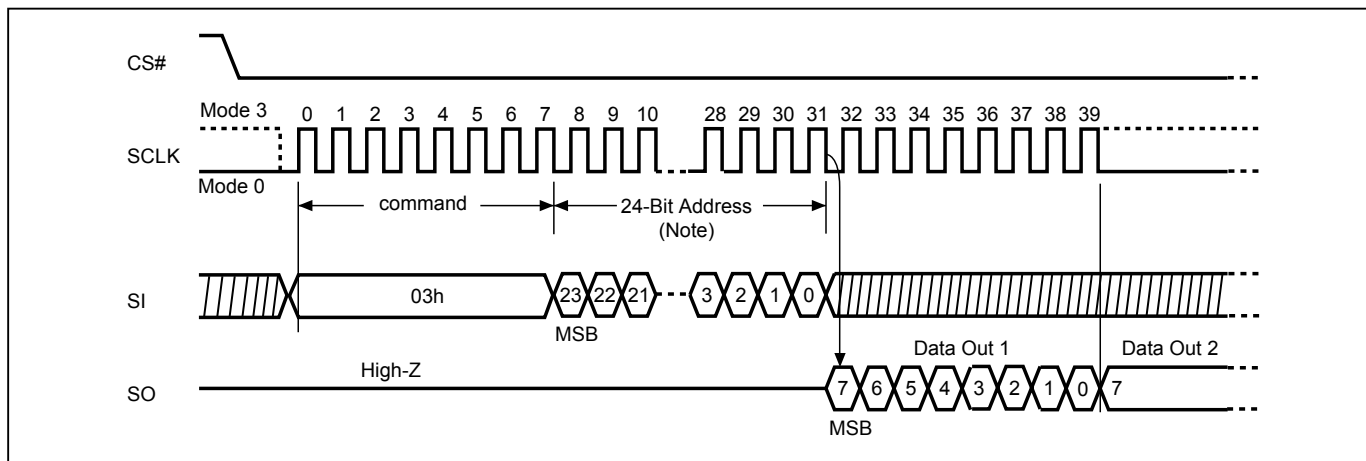 CS#
Mode 3
0 1 2 3 4 5 6 7 8 9 10 28 29 30 31 32 33 34 35 36 37 38 39
SCLK
Mode 0
command
24-Bit Address
(Note)
SI
03h
23 22 21 3 2 1 0
MSB
Data Out 1
Data Out 2
High-Z
SO
7 6 5 4 3 2 1 0 7
MSB